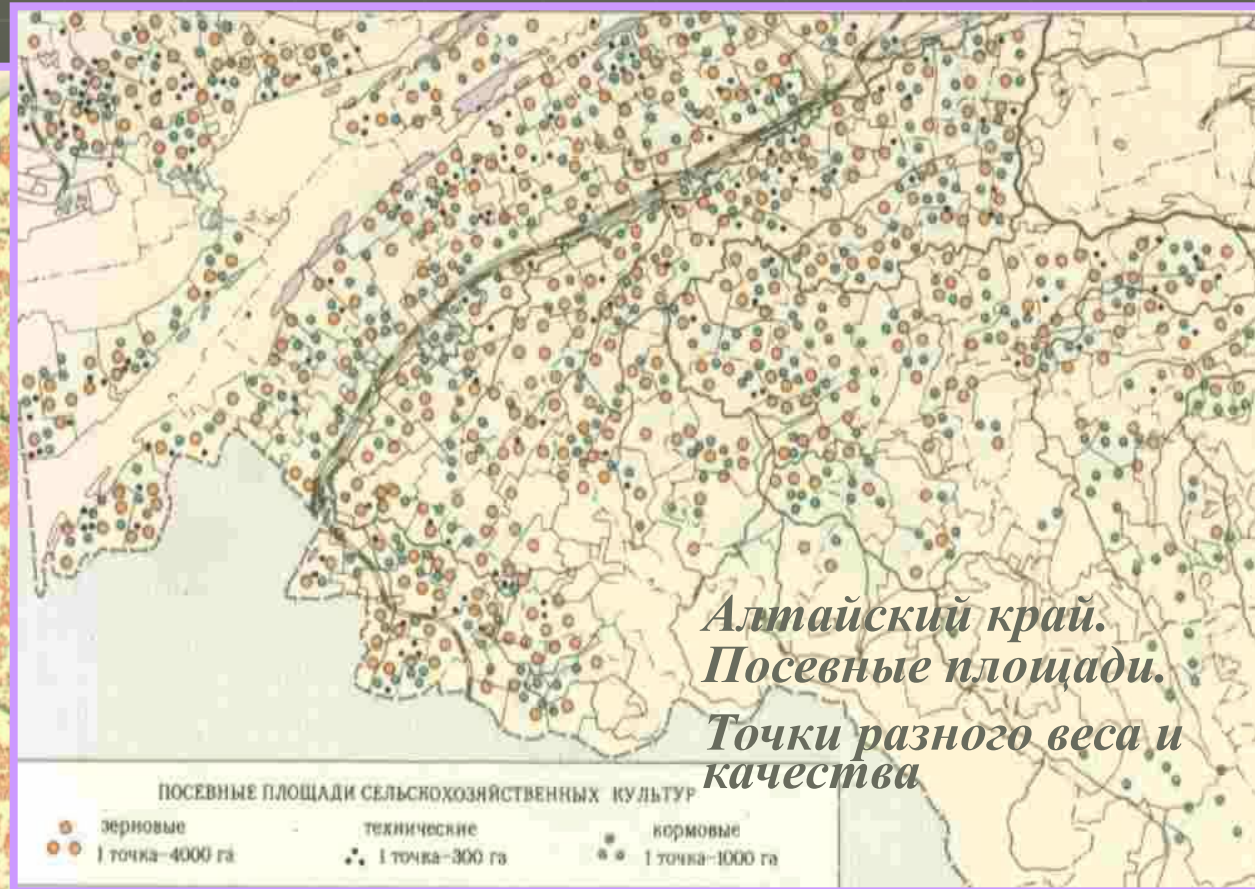 Алтайский край.
Посевные площади.
Точки разного веса и
качества
ПОСЕВНЫЕ ПЛОЩАДИ СЕЛЬСКОХОЗЯЙСТВЕННЫХ КУЛЬТУР
зерновые
1 точка-4000 га
технические
1 точка-300 га
кормовые
1 точка-1000 га